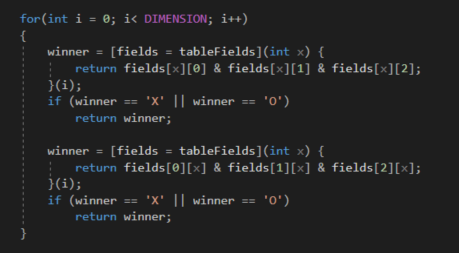 for(int i = 0; i< DIMENSION; i++)
{
    winner = [fields = tableFields](int x) {
        return fields[x][0] & fields[x][1] & fields[x][2];
    }(i);
    if (winner == 'X' || winner == 'O')
        return winner;

    winner = [fields = tableFields](int x) {
        return fields[0][x] & fields[1][x] & fields[2][x];
    }(i);
    if (winner == 'X' || winner == 'O')
        return winner;
}